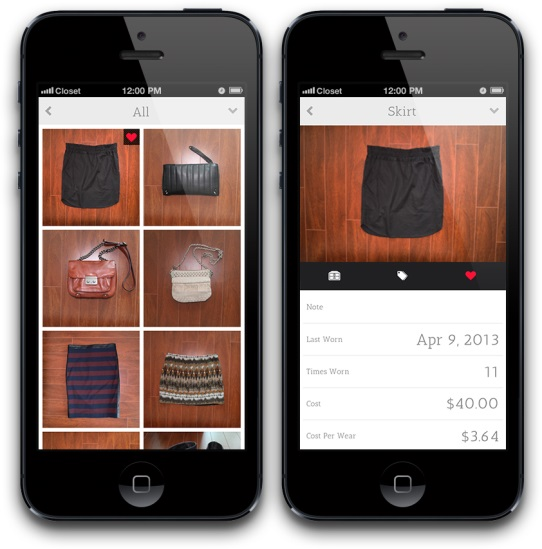 Closet 12:00 PM
All
Closet 12:00 PM
Skirt
Note
Last Worn Apr 9, 2013
Times Worn 11
Cost $40.00
Cost Per Wear $3.64